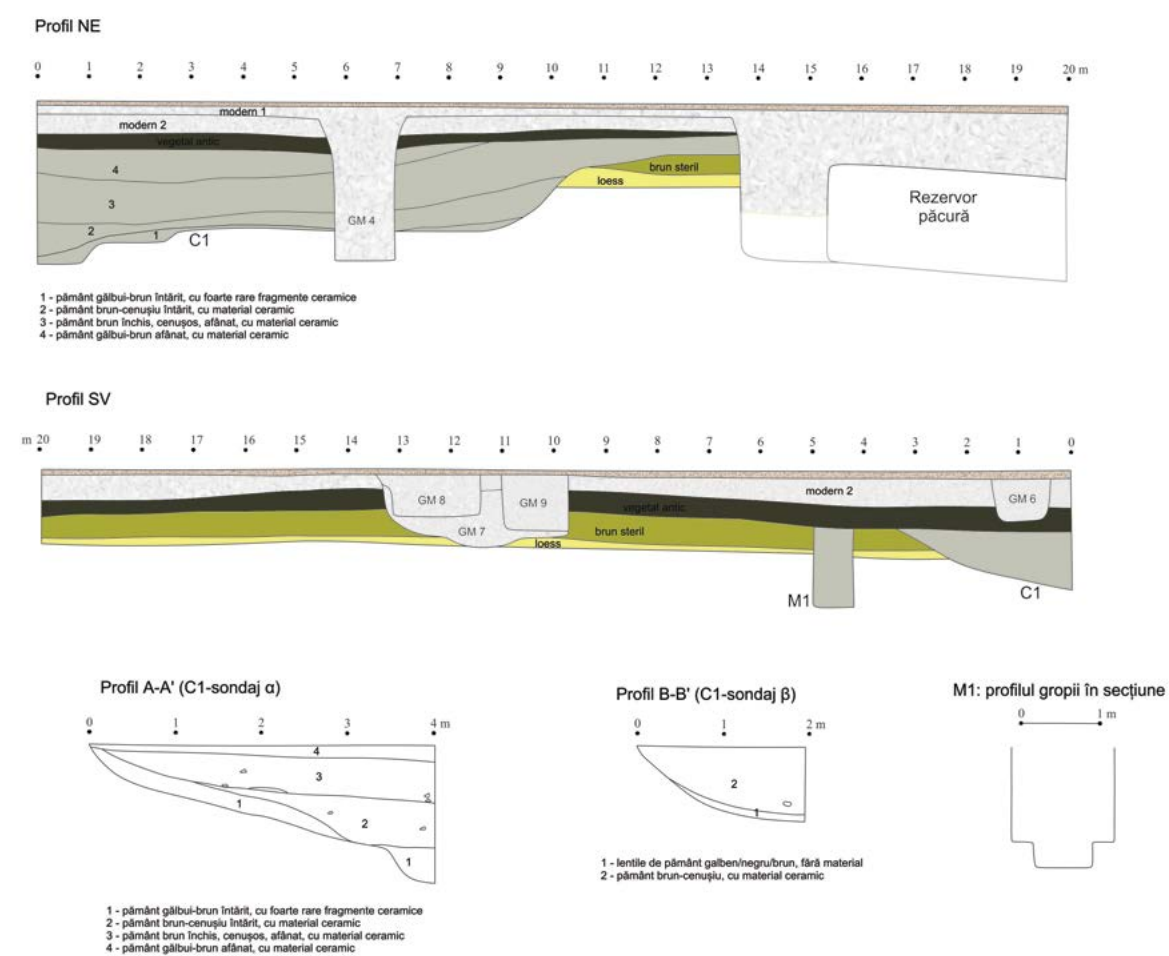 Profil NE
0 1 2 3 4 5 6 7 8 9 10 11 12 13 14 15 16 17 18 19 20 m
modern 1
modern 2
vegetal antic
4
brun steril
loess
3
Rezervor
păcură
GM 4
2
1
C1
1 - pământ gălbui-brun întărit, cu foarte rare fragmente ceramice
2 - pământ brun-cenușiu întărit, cu material ceramic
3 - pământ brun închis, cenușos, afânat, cu material ceramic
4 - pământ gălbui-brun afânat, cu material ceramic
Profil SV
m 20 19 18 17 16 15 14 13 12 11 10 9 8 7 6 5 4 3 2 1 0
modern 2
GM 8
GM 9
GM 6
vegetal antic
GM 7
brun steril
loess
M1
C1
Profil A-A' (C1-sondaj α)
0 1 2 3 4 m
4
3
1
2
1
1 - pământ gălbui-brun întărit, cu foarte rare fragmente ceramice
2 - pământ brun-cenușiu întărit, cu material ceramic
3 - pământ brun închis, cenușos, afânat, cu material ceramic
4 - pământ gălbui-brun afânat, cu material ceramic
Profil B-B' (C1-sondaj β)
0 1 2 m
2
1
1 - lentile de pământ galben/negru/brun, fără material
2 - pământ brun-cenușiu, cu material ceramic
M1: profilul gropii în secțiune
0 1 m